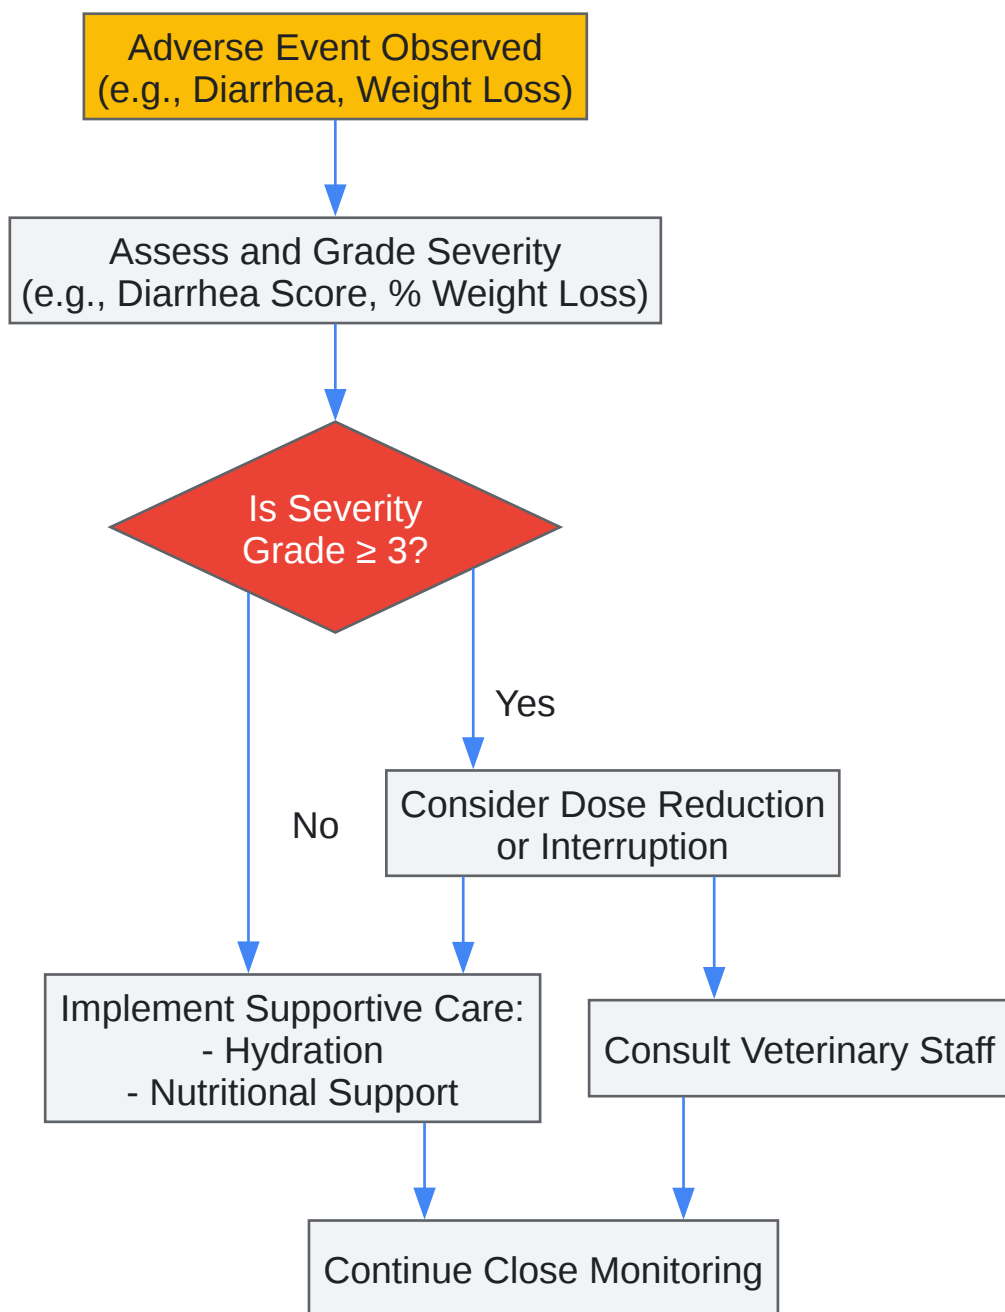 Adverse Event Observed
(e.g., Diarrhea, Weight Loss)
Assess and Grade Severity
(e.g., Diarrhea Score, % Weight Loss)
Is Severity
Grade ≥ 3?
Yes
No
Consider Dose Reduction
or Interruption
Implement Supportive Care:
- Hydration
- Nutritional Support
Consult Veterinary Staff
Continue Close Monitoring